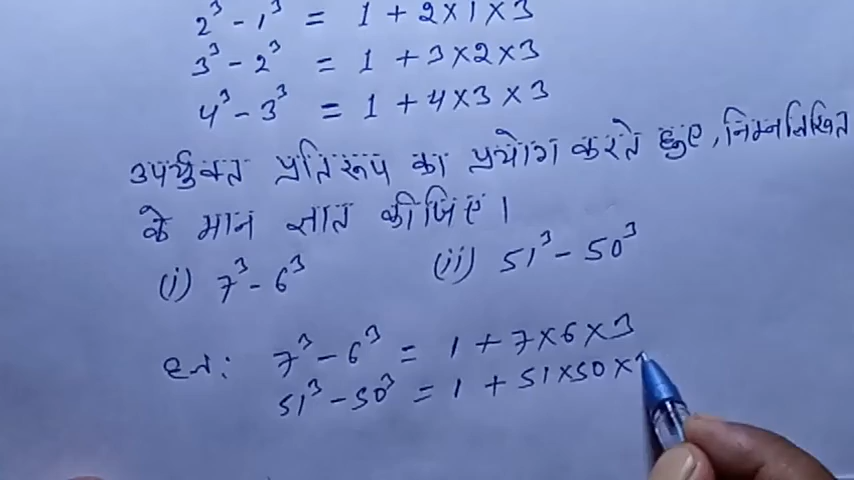 2³ - 1³ = 1 + 2×1×3
3³ - 2³ = 1 + 3×2×3
4³ - 3³ = 1 + 4×3×3
उपर्युक्त प्रतिरूप का प्रयोग करते हुए, निम्नलिखित
के मान ज्ञात कीजिए।
(i) 7³ - 6³ (ii) 51³ - 50³
हल: 7³ - 6³ = 1 + 7×6×3
51³ - 50³ = 1 + 51×50×